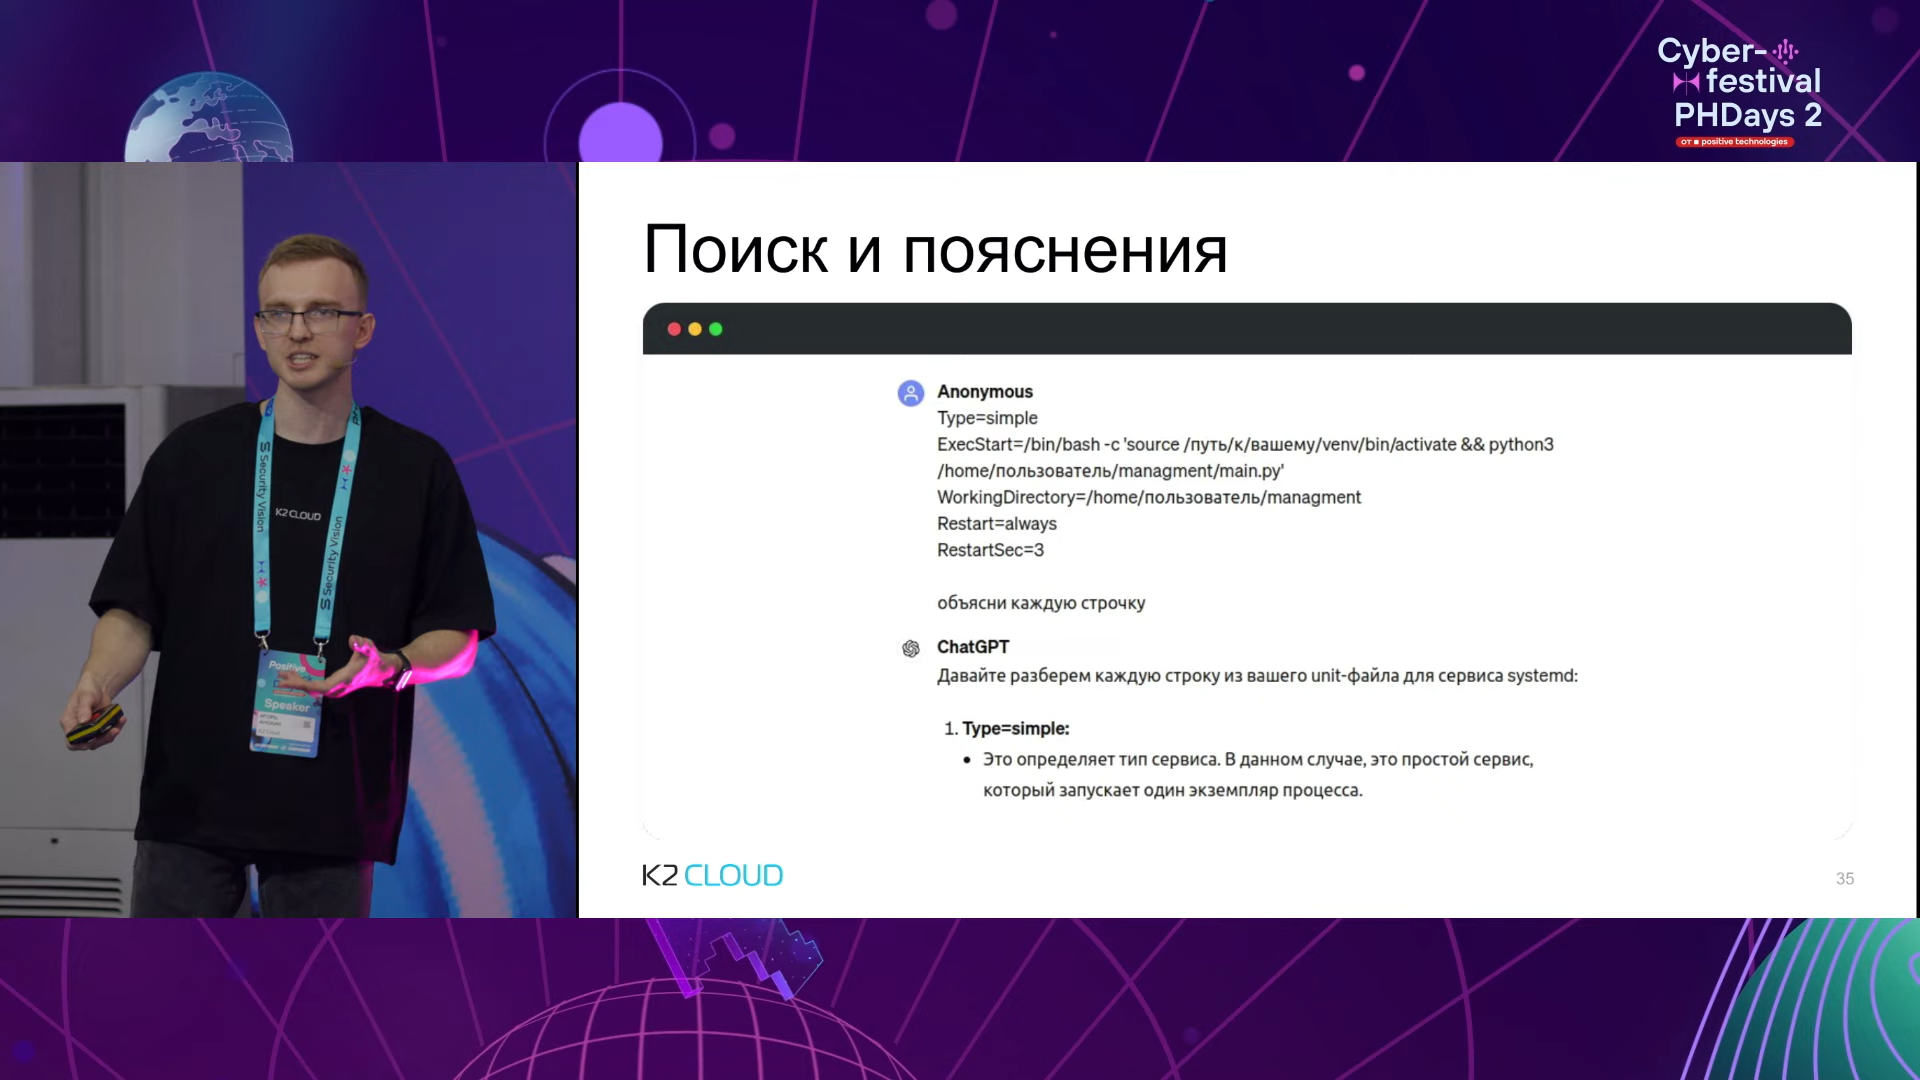 Cyber-
festival
PHDays 2
от positive technologies
Поиск и пояснения
Anonymous
Type=simple
ExecStart=/bin/bash -c 'source /путь/к/вашему/venv/bin/activate && python3
/home/пользователь/managment/main.py'
WorkingDirectory=/home/пользователь/managment
Restart=always
RestartSec=3
объясни каждую строчку
ChatGPT
Давайте разберем каждую строку из вашего unit-файла для сервиса systemd:
1. Type=simple:
• Это определяет тип сервиса. В данном случае, это простой сервис,
который запускает один экземпляр процесса.
K2 CLOUD
35
Security Vision
Security Vision
K2 CLOUD
Positive
Speaker